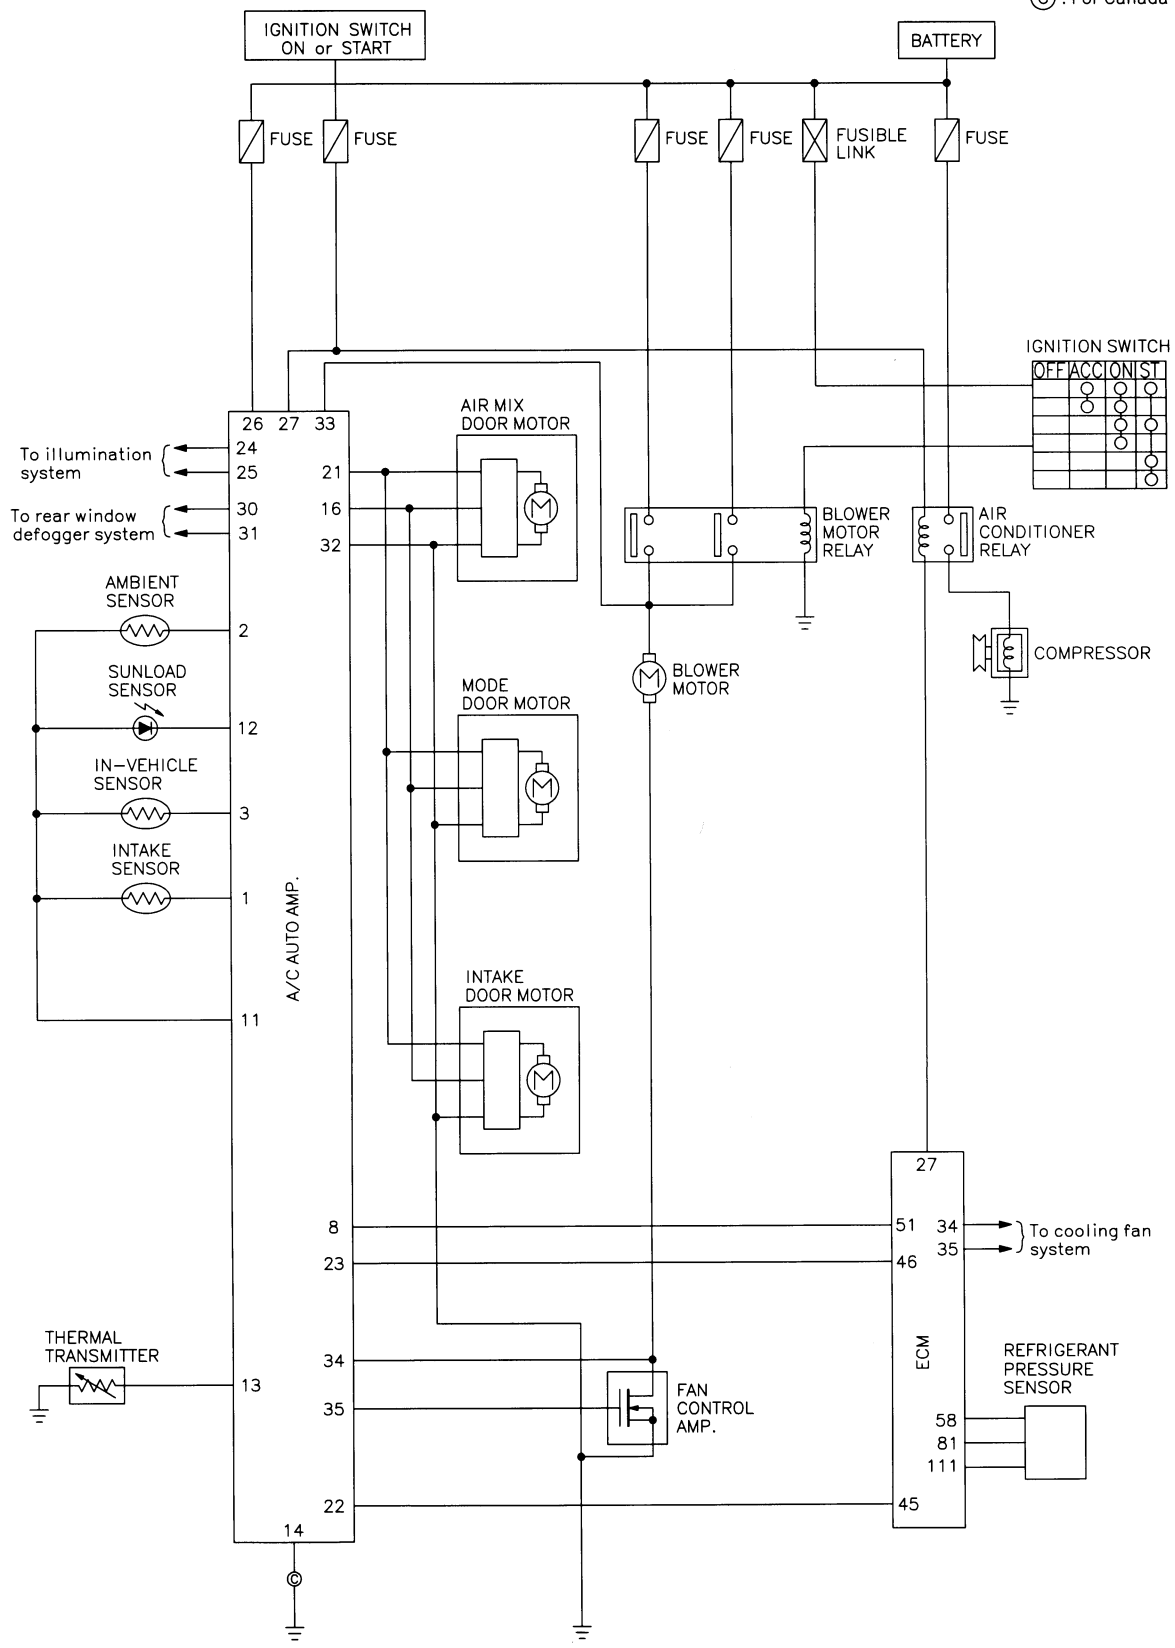 Ⓒ : For Canada
IGNITION SWITCH
ON or START
BATTERY
FUSE
FUSE
FUSE
FUSE
FUSIBLE
LINK
FUSE
IGNITION SWITCH
OFF ACC ON ST
26 27 33
To illumination
system
24
25
To rear window
defogger system
30
31
21
16
32
AIR MIX
DOOR MOTOR
M
BLOWER
MOTOR
RELAY
AIR
CONDITIONER
RELAY
AMBIENT
SENSOR
2
SUNLOAD
SENSOR
12
IN-VEHICLE
SENSOR
3
INTAKE
SENSOR
1
11
A/C AUTO AMP.
MODE
DOOR MOTOR
M
M
BLOWER
MOTOR
COMPRESSOR
INTAKE
DOOR MOTOR
M
27
8
51
34
35
To cooling fan
system
23
46
ECM
THERMAL
TRANSMITTER
13
34
35
FAN
CONTROL
AMP.
REFRIGERANT
PRESSURE
SENSOR
58
81
111
22
45
14
Ⓒ